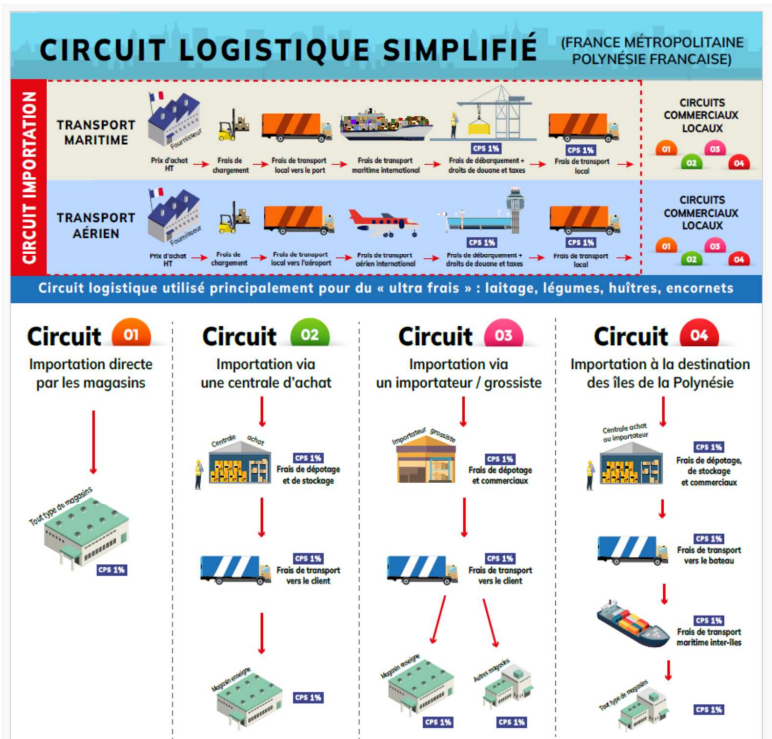 CIRCUIT LOGISTIQUE SIMPLIFIÉ
(FRANCE MÉTROPOLITAINE
POLYNÉSIE FRANCAISE)
CIRCUIT IMPORTATION
TRANSPORT
MARITIME
Fournisseur
Prix d'achat
HT
Frais de
chargement
Frais de transport
local vers le port
Frais de transport
maritime international
CPS 1%
Frais de débarquement +
droits de douane et taxes
CPS 1%
Frais de transport
local
CIRCUITS
COMMERCIAUX
LOCAUX
01
02
03
04
TRANSPORT
AÉRIEN
Fournisseur
Prix d'achat
HT
Frais de
chargement
Frais de transport
local vers l'aéroport
Frais de transport
aérien international
CPS 1%
Frais de débarquement +
droits de douane et taxes
CPS 1%
Frais de transport
local
CIRCUITS
COMMERCIAUX
LOCAUX
01
02
03
04
Circuit logistique utilisé principalement pour du « ultra frais » : laitage, légumes, huîtres, encornets
Circuit 01
Importation directe
par les magasins
Tout type de magasins
CPS 1%
Circuit 02
Importation via
une centrale d'achat
Centrale achat
CPS 1%
Frais de dépotage
et de stockage
CPS 1%
Frais de transport
vers le client
Magasin enseigne
CPS 1%
Circuit 03
Importation via
un importateur / grossiste
Importateur grossiste
CPS 1%
Frais de dépotage
et commerciaux
CPS 1%
Frais de transport
vers le client
Magasin enseigne
CPS 1%
Autres magasins
CPS 1%
Circuit 04
Importation à la destination
des îles de la Polynésie
Centrale achat
ou importateur
CPS 1%
Frais de dépotage,
de stockage
et commerciaux
CPS 1%
Frais de transport
vers le bateau
CPS 1%
Frais de transport
maritime inter-îles
Tout type de magasins
CPS 1%